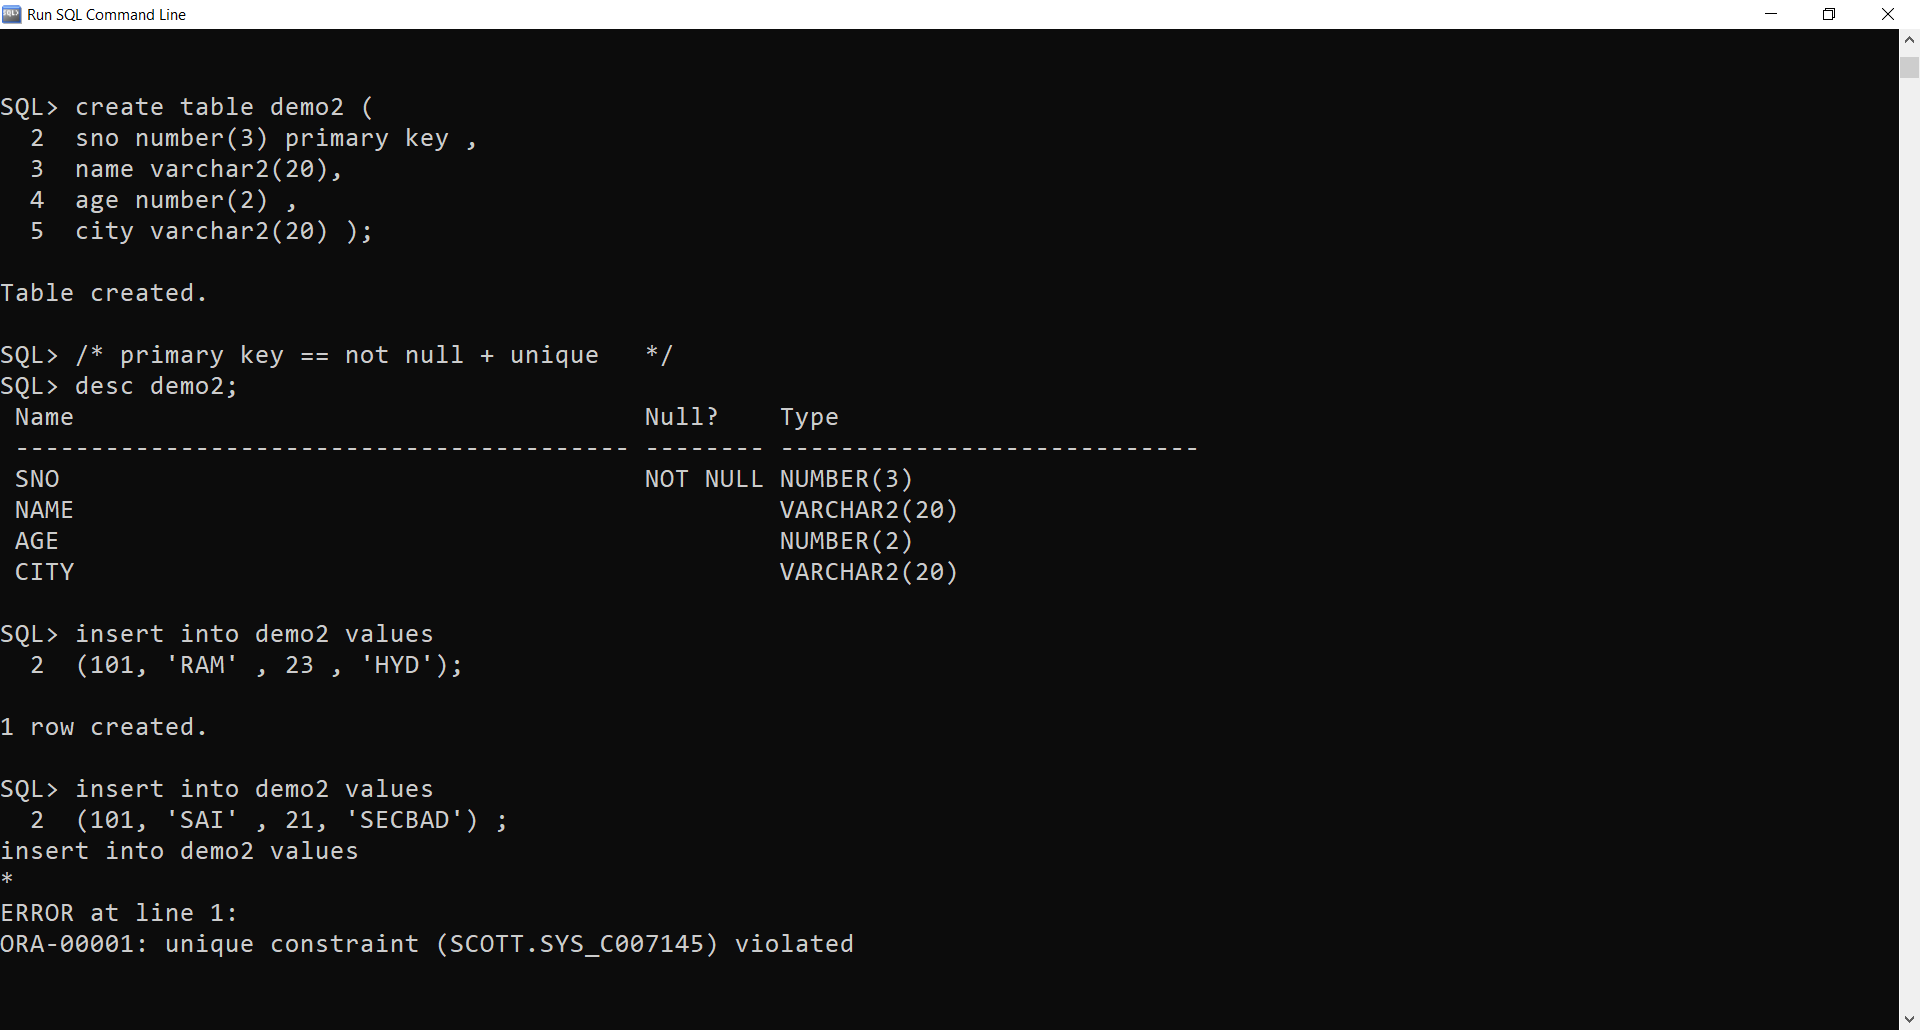 Run SQL Command Line
SQL> create table demo2 (
  2  sno number(3) primary key ,
  3  name varchar2(20),
  4  age number(2) ,
  5  city varchar2(20) );
Table created.
SQL> /* primary key == not null + unique   */
SQL> desc demo2;
 Name                                      Null?    Type
 ----------------------------------------- -------- ----------------------------
 SNO                                       NOT NULL NUMBER(3)
 NAME                                               VARCHAR2(20)
 AGE                                                NUMBER(2)
 CITY                                               VARCHAR2(20)
SQL> insert into demo2 values
  2  (101, 'RAM' , 23 , 'HYD');
1 row created.
SQL> insert into demo2 values
  2  (101, 'SAI' , 21, 'SECBAD') ;
insert into demo2 values
*
ERROR at line 1:
ORA-00001: unique constraint (SCOTT.SYS_C007145) violated